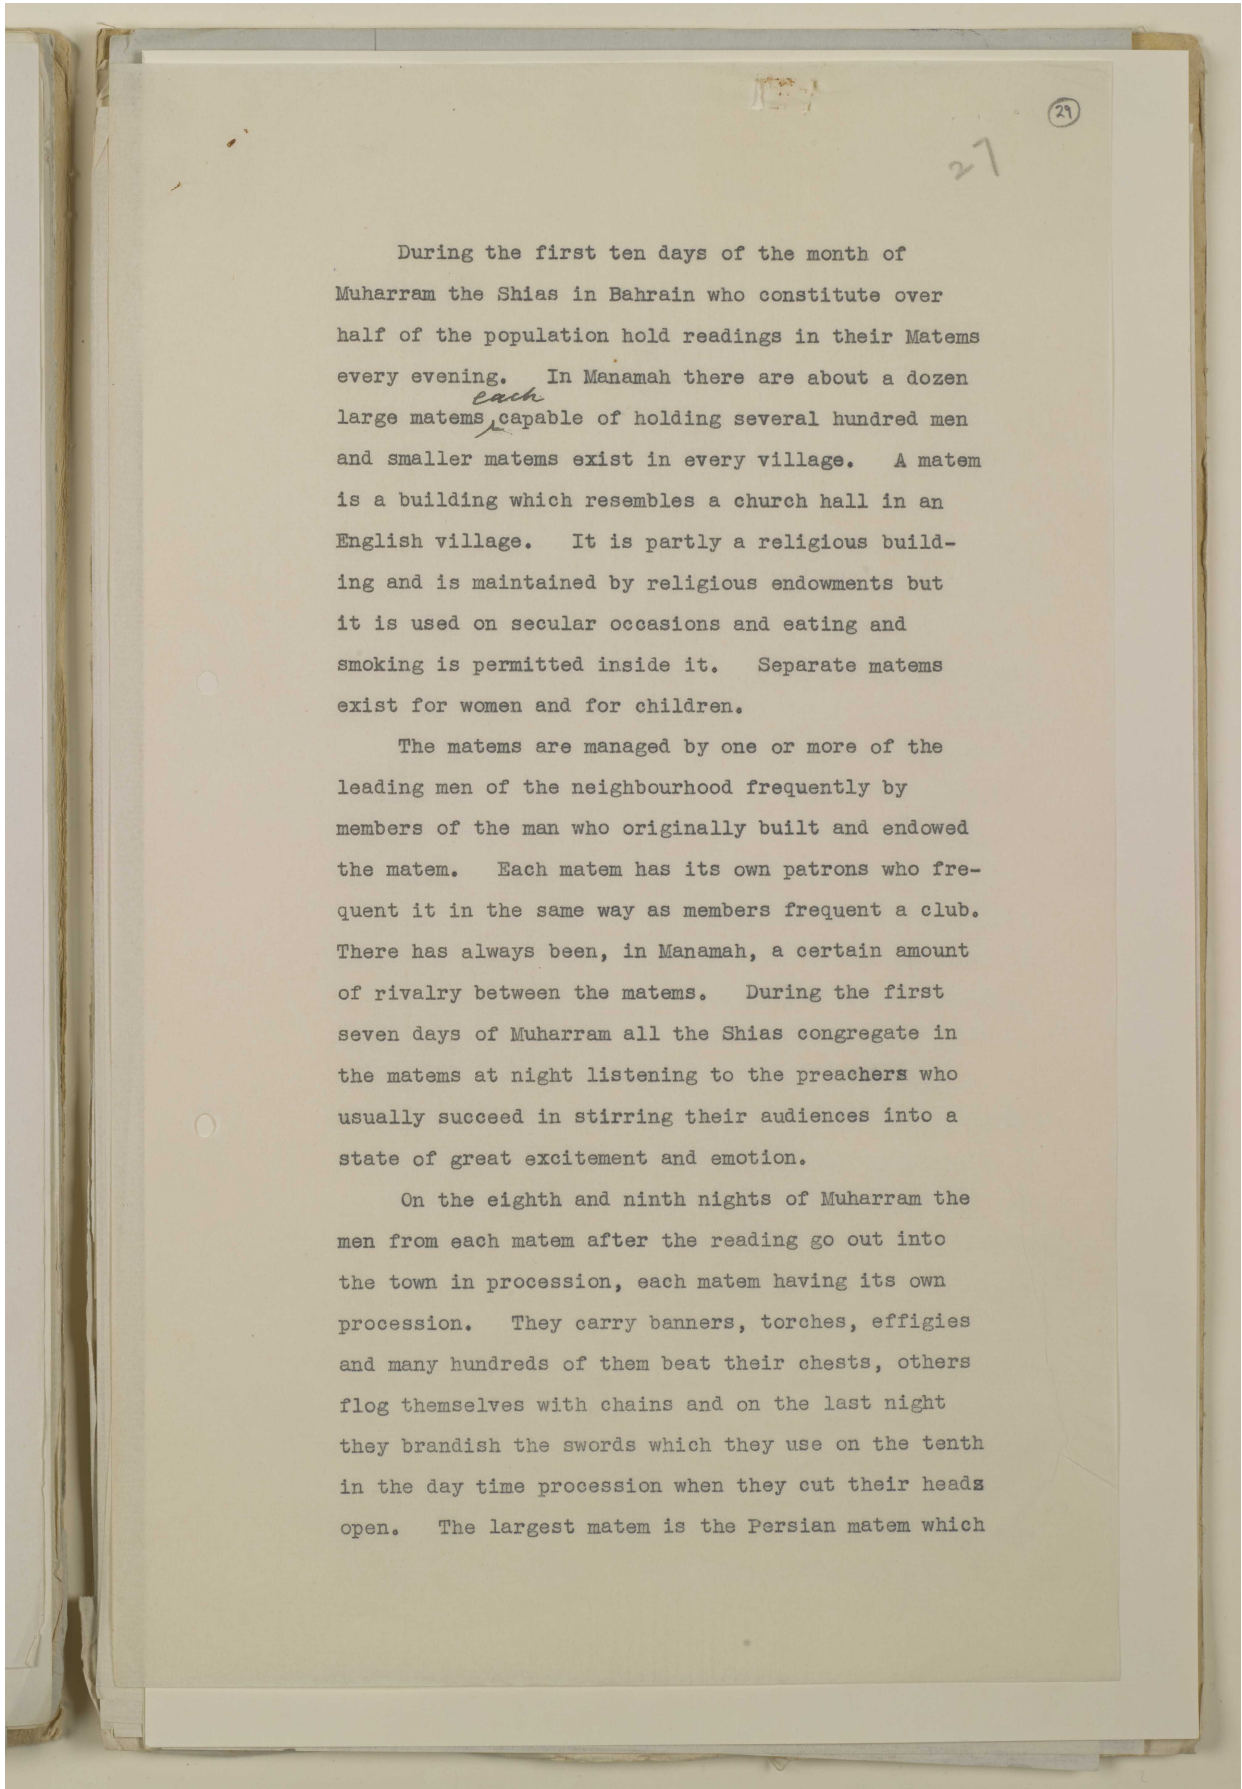 29
27
During the first ten days of the month of
Muharram the Shias in Bahrain who constitute over
half of the population hold readings in their Matems
every evening. In Manamah there are about a dozen
each
large matems, capable of holding several hundred men
and smaller matems exist in every village. A matem
is a building which resembles a church hall in an
English village. It is partly a religious build-
ing and is maintained by religious endowments but
it is used on secular occasions and eating and
smoking is permitted inside it. Separate matems
exist for women and for children.
The matems are managed by one or more of the
leading men of the neighbourhood frequently by
members of the man who originally built and endowed
the matem. Each matem has its own patrons who fre-
quent it in the same way as members frequent a club.
There has always been, in Manamah, a certain amount
of rivalry between the matems. During the first
seven days of Muharram all the Shias congregate in
the matems at night listening to the preachers who
usually succeed in stirring their audiences into a
state of great excitement and emotion.
On the eighth and ninth nights of Muharram the
men from each matem after the reading go out into
the town in procession, each matem having its own
procession. They carry banners, torches, effigies
and many hundreds of them beat their chests, others
flog themselves with chains and on the last night
they brandish the swords which they use on the tenth
in the day time procession when they cut their heads
open. The largest matem is the Persian matem which